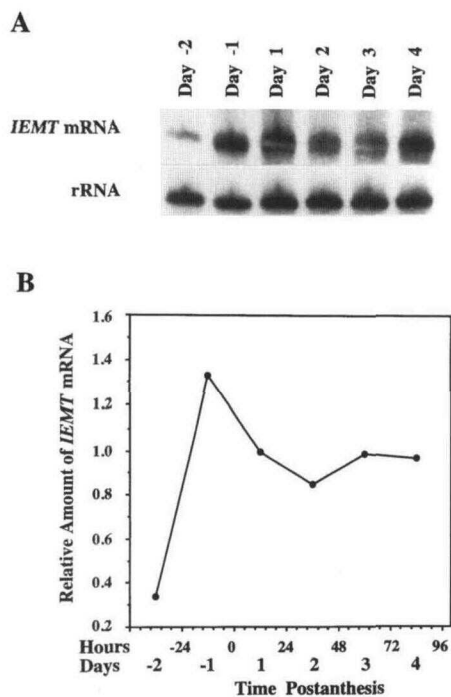 A
Day -2 Day -1 Day 1 Day 2 Day 3 Day 4
IEMT mRNA
rRNA
B
Relative Amount of IEMT mRNA
1.6
1.4
1.2
1.0
0.8
0.6
0.4
0.2
Hours -24 0 24 48 72 96
Days -2 -1 1 2 3 4
Time Postanthesis